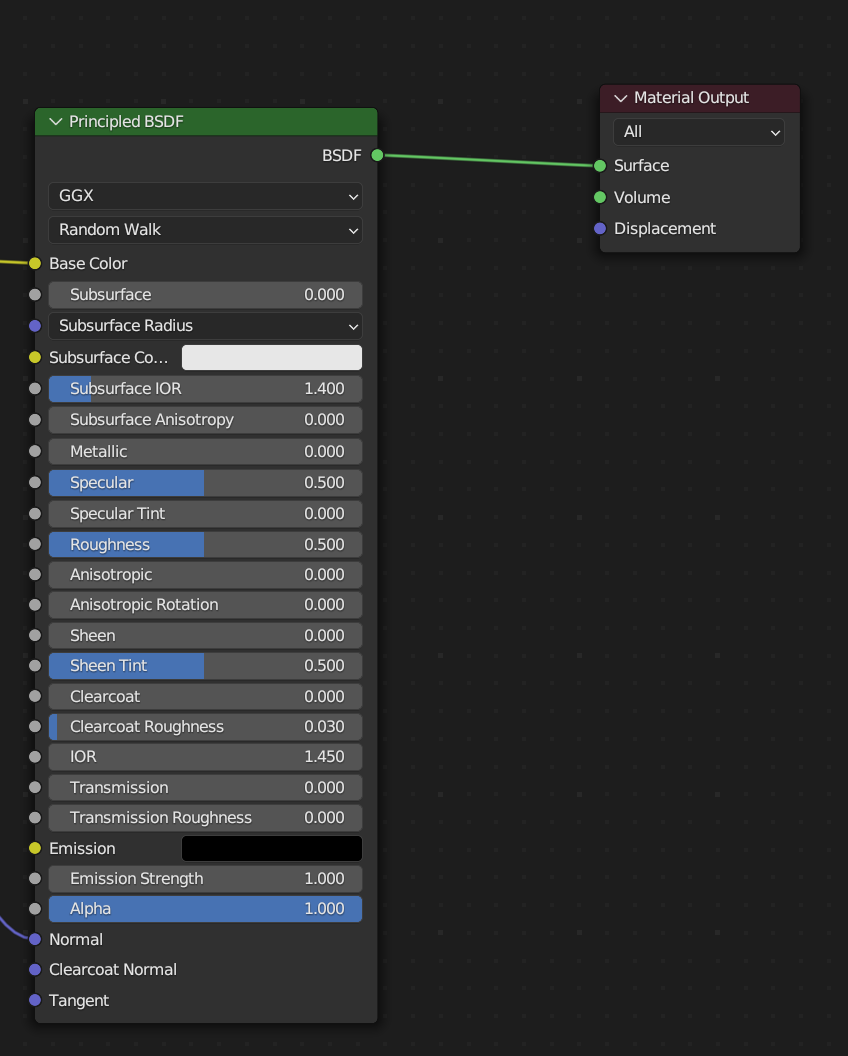 Principled BSDF
BSDF
GGX
Random Walk
Base Color
Subsurface 0.000
Subsurface Radius
Subsurface Co...
Subsurface IOR 1.400
Subsurface Anisotropy 0.000
Metallic 0.000
Specular 0.500
Specular Tint 0.000
Roughness 0.500
Anisotropic 0.000
Anisotropic Rotation 0.000
Sheen 0.000
Sheen Tint 0.500
Clearcoat 0.000
Clearcoat Roughness 0.030
IOR 1.450
Transmission 0.000
Transmission Roughness 0.000
Emission
Emission Strength 1.000
Alpha 1.000
Normal
Clearcoat Normal
Tangent
Material Output
All
Surface
Volume
Displacement